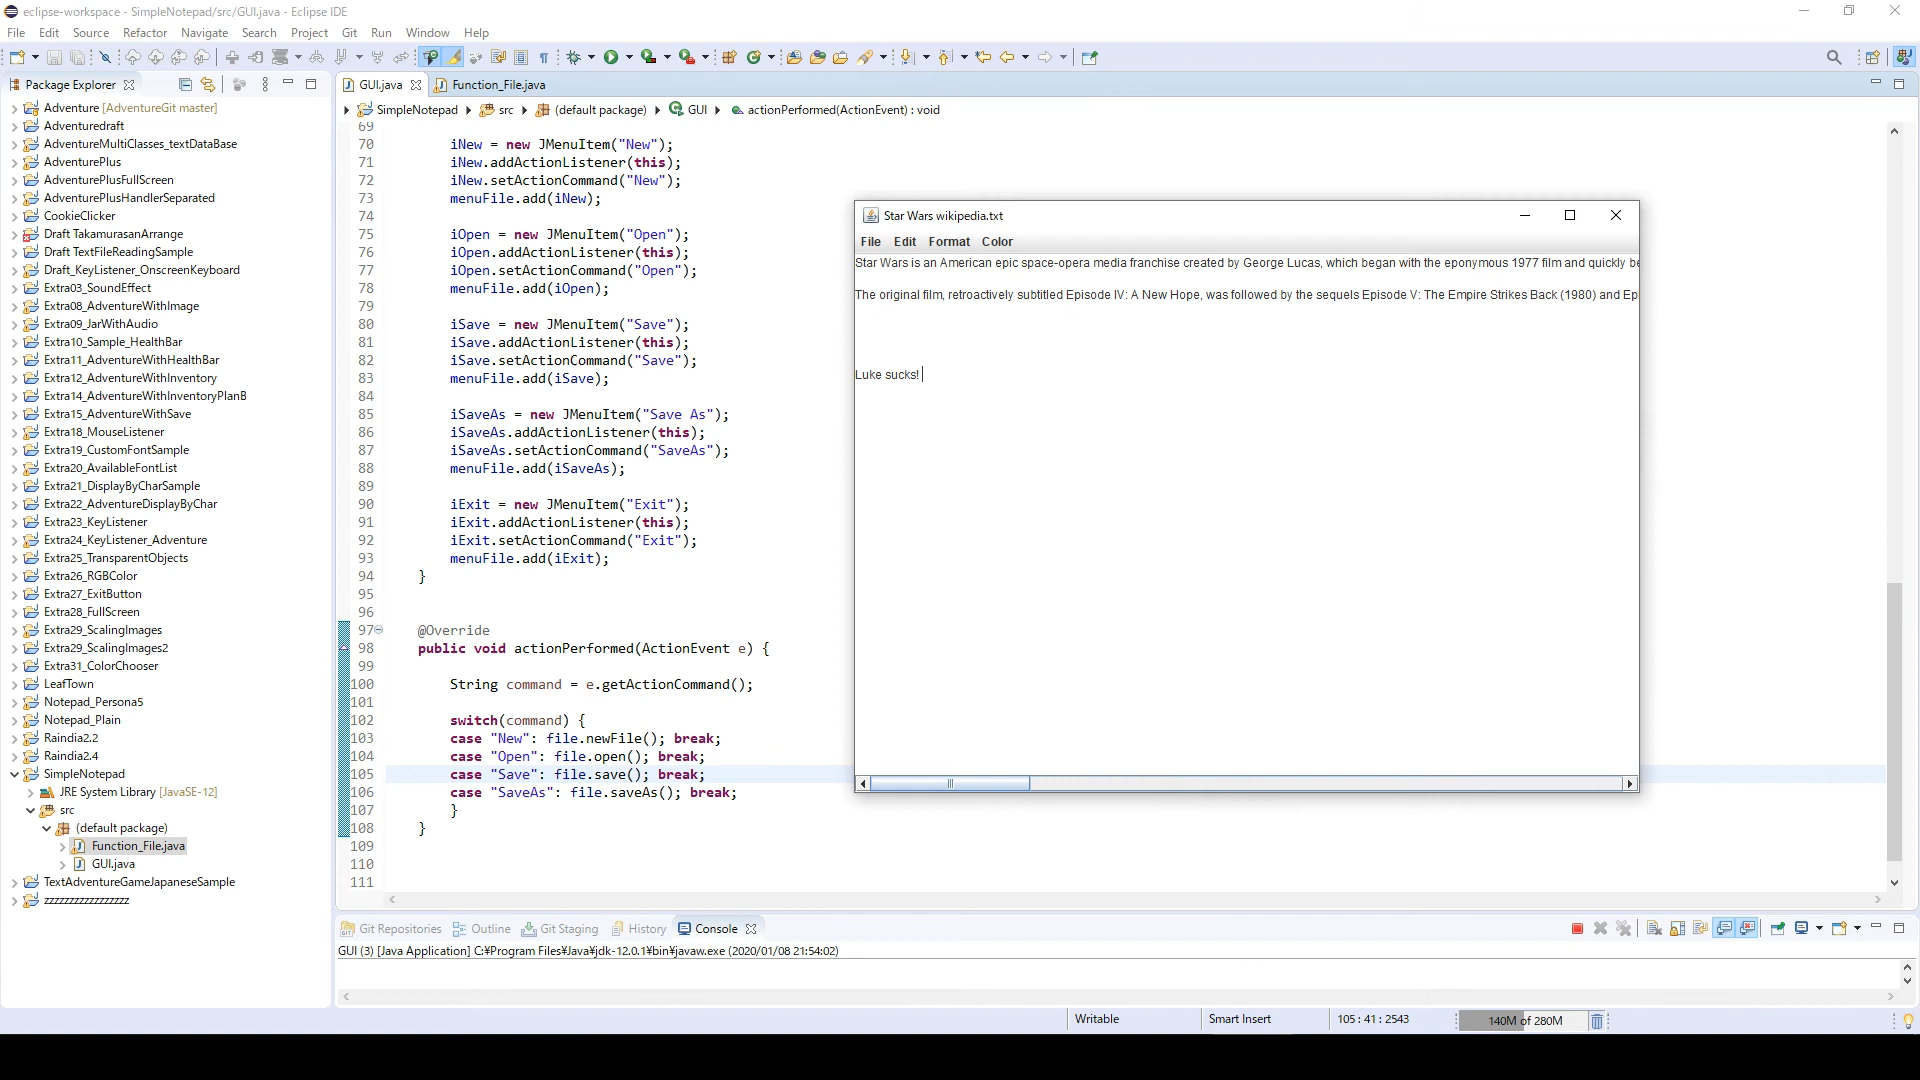 eclipse-workspace - SimpleNotepad/src/GUI.java - Eclipse IDE
File Edit Source Refactor Navigate Search Project Git Run Window Help
Package Explorer
Adventure [AdventureGit master]
Adventuredraft
AdventureMultiClasses_textDataBase
AdventurePlus
AdventurePlusFullScreen
AdventurePlusHandlerSeparated
CookieClicker
Draft TakamurasanArrange
Draft TextFileReadingSample
Draft_KeyListener_OnscreenKeyboard
Extra03_SoundEffect
Extra08_AdventureWithImage
Extra09_JarWithAudio
Extra10_Sample_HealthBar
Extra11_AdventureWithHealthBar
Extra12_AdventureWithInventory
Extra14_AdventureWithInventoryPlanB
Extra15_AdventureWithSave
Extra18_MouseListener
Extra19_CustomFontSample
Extra20_AvailableFontList
Extra21_DisplayByCharSample
Extra22_AdventureDisplayByChar
Extra23_KeyListener
Extra24_KeyListener_Adventure
Extra25_TransparentObjects
Extra26_RGBColor
Extra27_ExitButton
Extra28_FullScreen
Extra29_ScalingImages
Extra29_ScalingImages2
Extra31_ColorChooser
LeafTown
Notepad_Persona5
Notepad_Plain
Raindia2.2
Raindia2.4
SimpleNotepad
JRE System Library [JavaSE-12]
src
(default package)
Function_File.java
GUI.java
TextAdventureGameJapaneseSample
zzzzzzzzzzzzzzzzz
GUI.java Function_File.java
SimpleNotepad src (default package) GUI actionPerformed(ActionEvent) : void
69
70 iNew = new JMenuItem("New");
71 iNew.addActionListener(this);
72 iNew.setActionCommand("New");
73 menuFile.add(iNew);
74
75 iOpen = new JMenuItem("Open");
76 iOpen.addActionListener(this);
77 iOpen.setActionCommand("Open");
78 menuFile.add(iOpen);
79
80 iSave = new JMenuItem("Save");
81 iSave.addActionListener(this);
82 iSave.setActionCommand("Save");
83 menuFile.add(iSave);
84
85 iSaveAs = new JMenuItem("Save As");
86 iSaveAs.addActionListener(this);
87 iSaveAs.setActionCommand("SaveAs");
88 menuFile.add(iSaveAs);
89
90 iExit = new JMenuItem("Exit");
91 iExit.addActionListener(this);
92 iExit.setActionCommand("Exit");
93 menuFile.add(iExit);
94 }
95
96
97 @Override
98 public void actionPerformed(ActionEvent e) {
99
100 String command = e.getActionCommand();
101
102 switch(command) {
103 case "New": file.newFile(); break;
104 case "Open": file.open(); break;
105 case "Save": file.save(); break;
106 case "SaveAs": file.saveAs(); break;
107 }
108 }
109
110
111
Star Wars wikipedia.txt
File Edit Format Color
Star Wars is an American epic space-opera media franchise created by George Lucas, which began with the eponymous 1977 film and quickly be
The original film, retroactively subtitled Episode IV: A New Hope, was followed by the sequels Episode V: The Empire Strikes Back (1980) and Ep
Luke sucks!
Git Repositories Outline Git Staging History Console
GUI (3) [Java Application] C:¥Program Files¥Java¥jdk-12.0.1¥bin¥javaw.exe (2020/01/08 21:54:02)
Writable Smart Insert 105 : 41 : 2543 140M of 280M